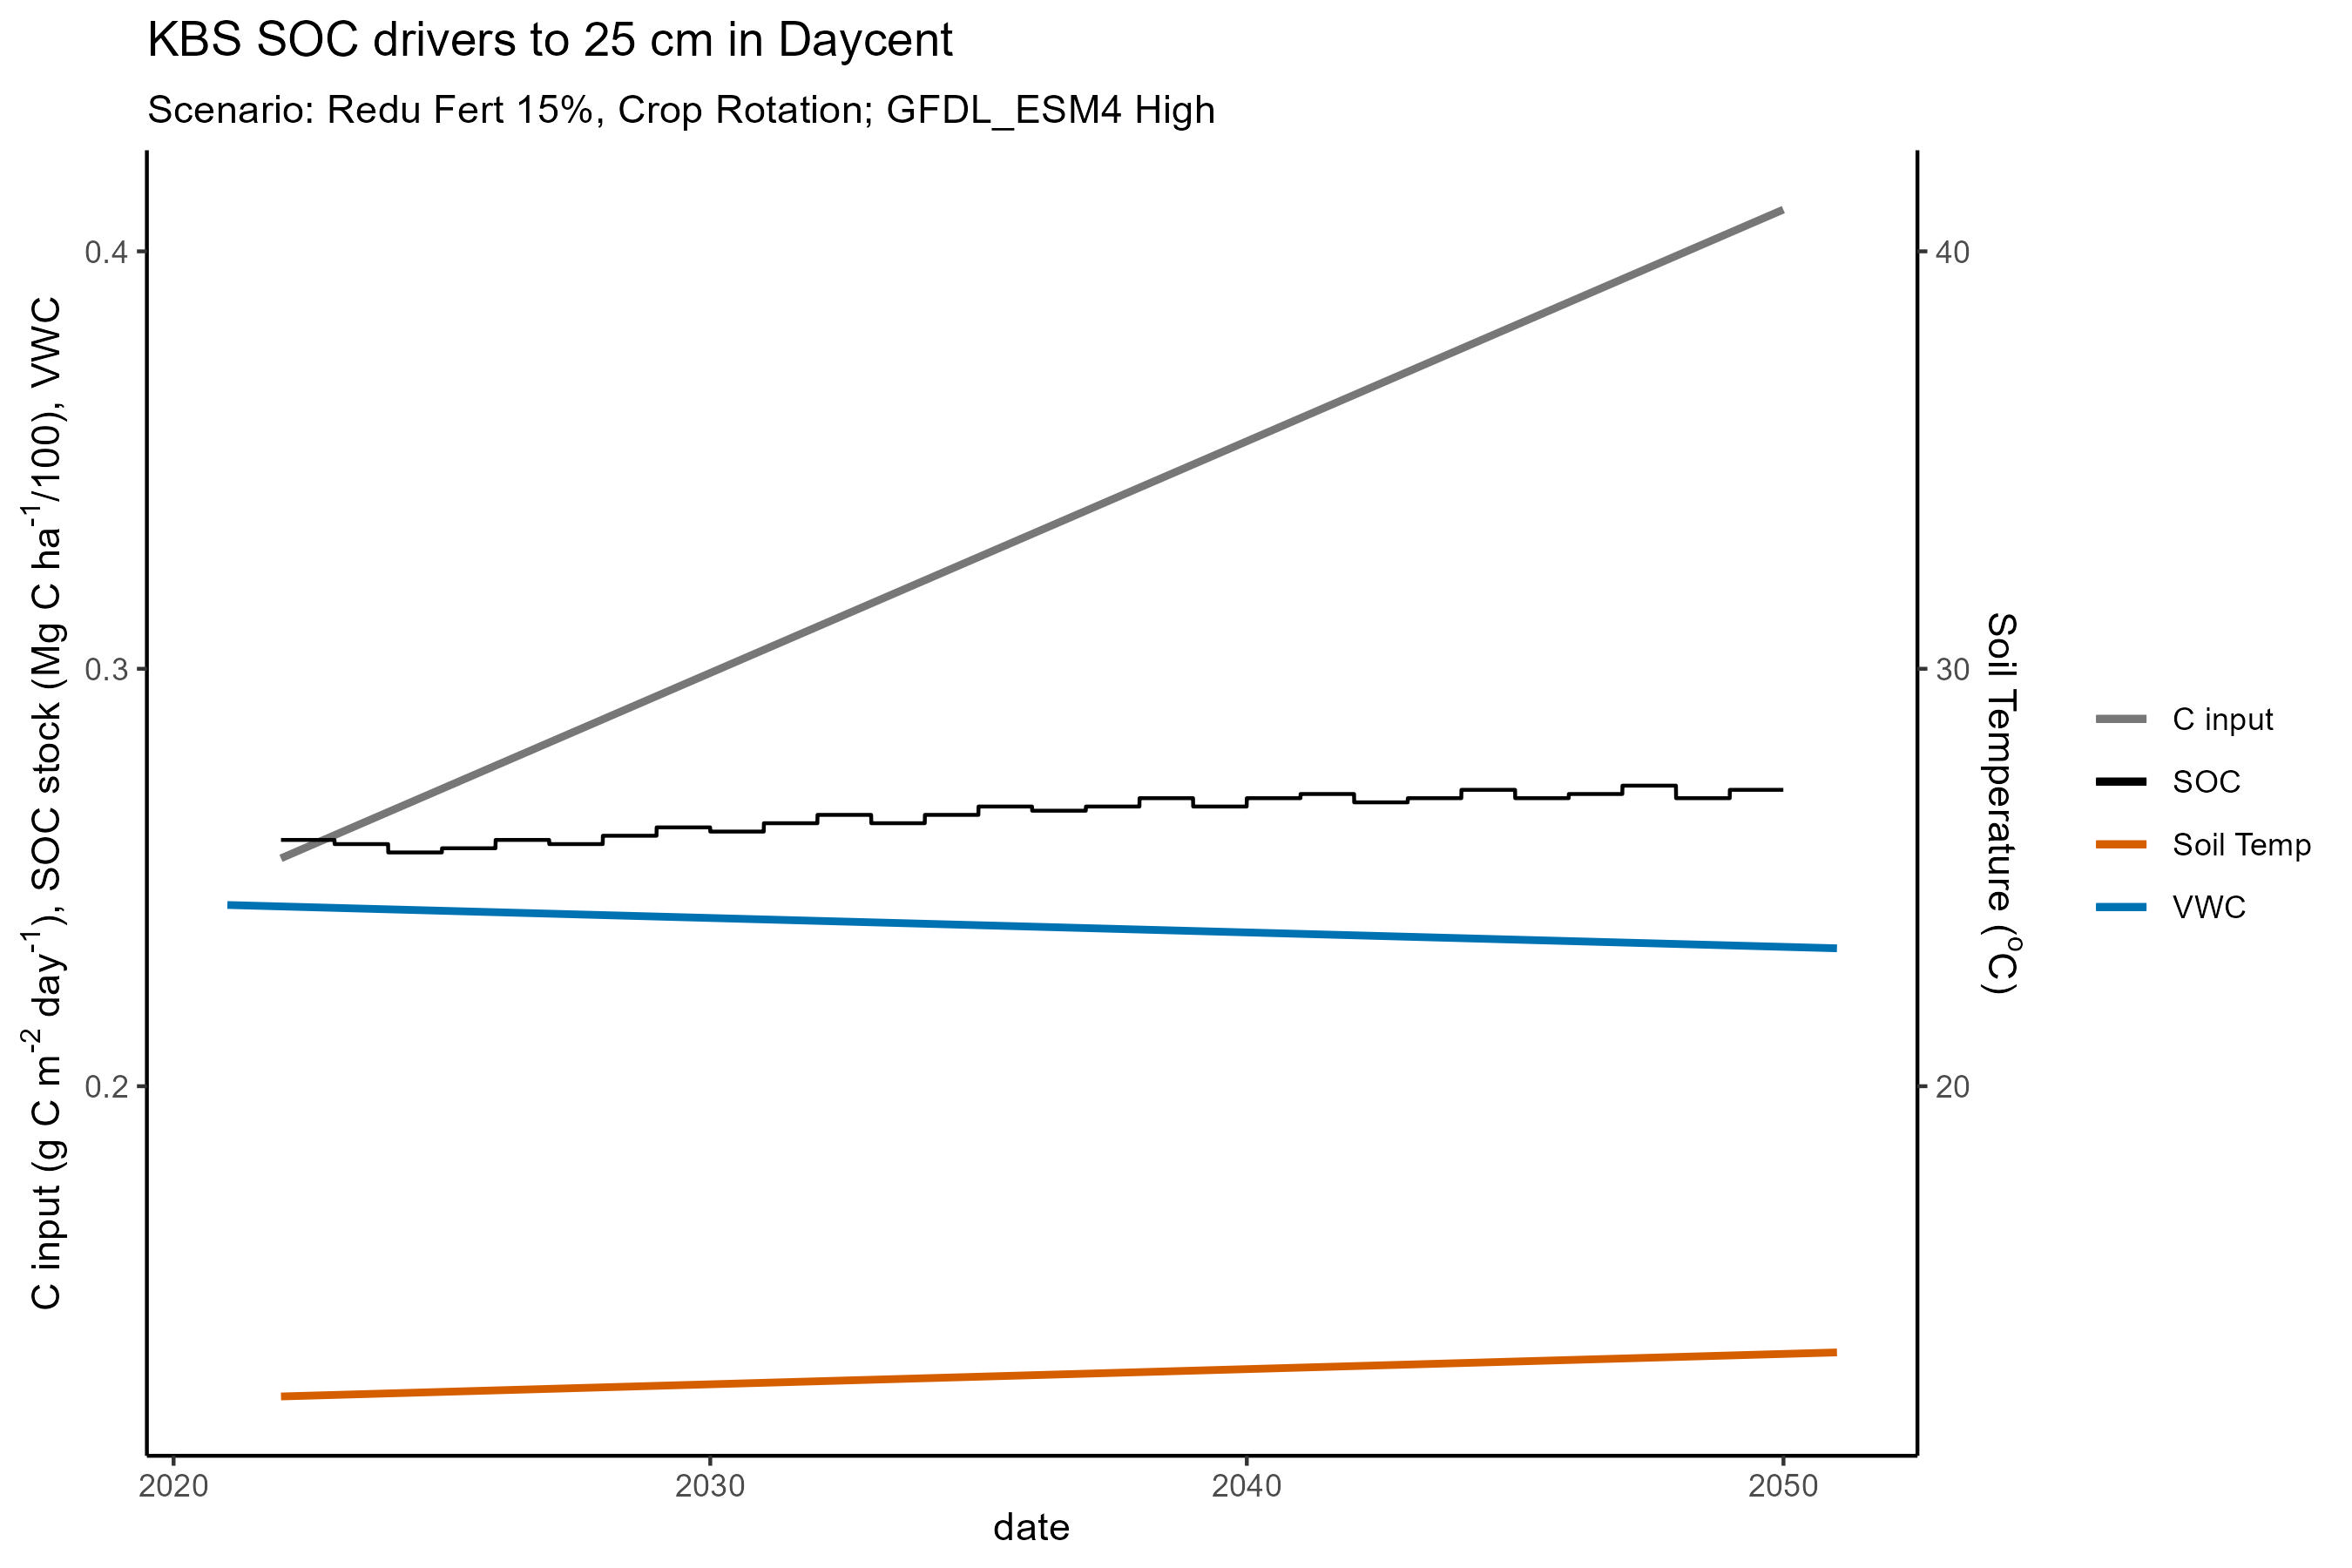 KBS SOC drivers to 25 cm in Daycent
Scenario: Redu Fert 15%, Crop Rotation; GFDL_ESM4 High
C input (g C m⁻² day⁻¹), SOC stock (Mg C ha⁻¹/100), VWC
0.4
0.3
0.2
40
30
20
Soil Temperature (ᴼC)
C input
SOC
Soil Temp
VWC
2020 2030 2040 2050
date